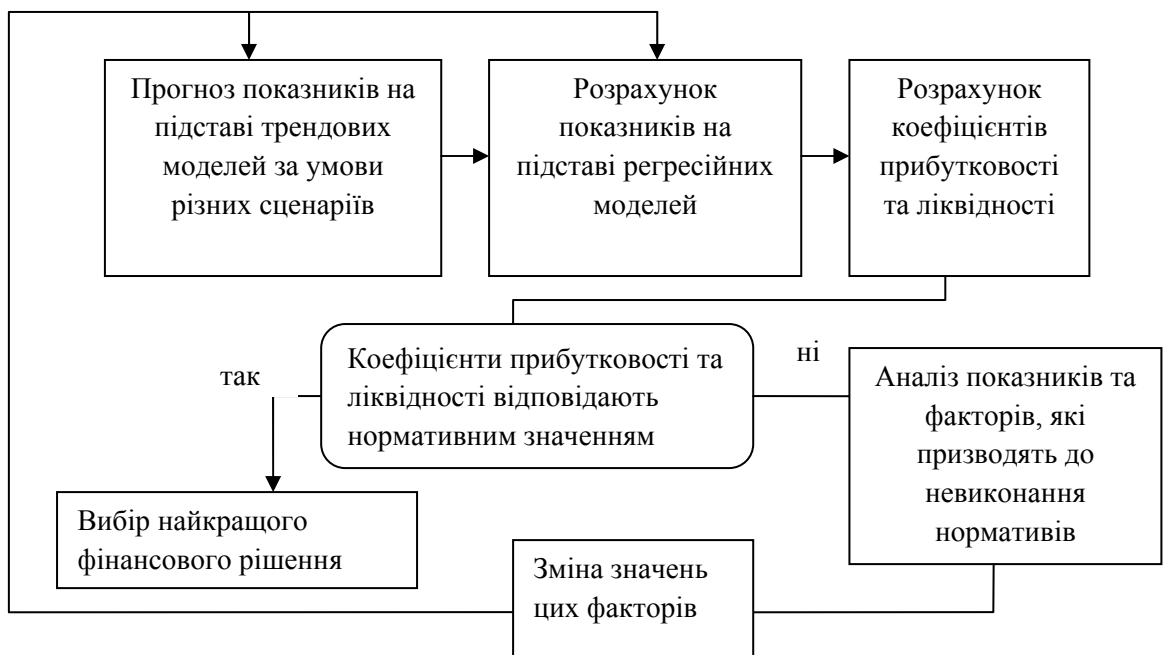 Прогноз показників на
підставі трендових
моделей за умови
різних сценаріїв
Розрахунок
показників на
підставі регресійних
моделей
Розрахунок
коефіцієнтів
прибутковості
та ліквідності
так
Коефіцієнти прибутковості та
ліквідності відповідають
нормативним значенням
ні
Аналіз показників та
факторів, які
призводять до
невиконання
нормативів
Вибір найкращого
фінансового рішення
Зміна значень
цих факторів